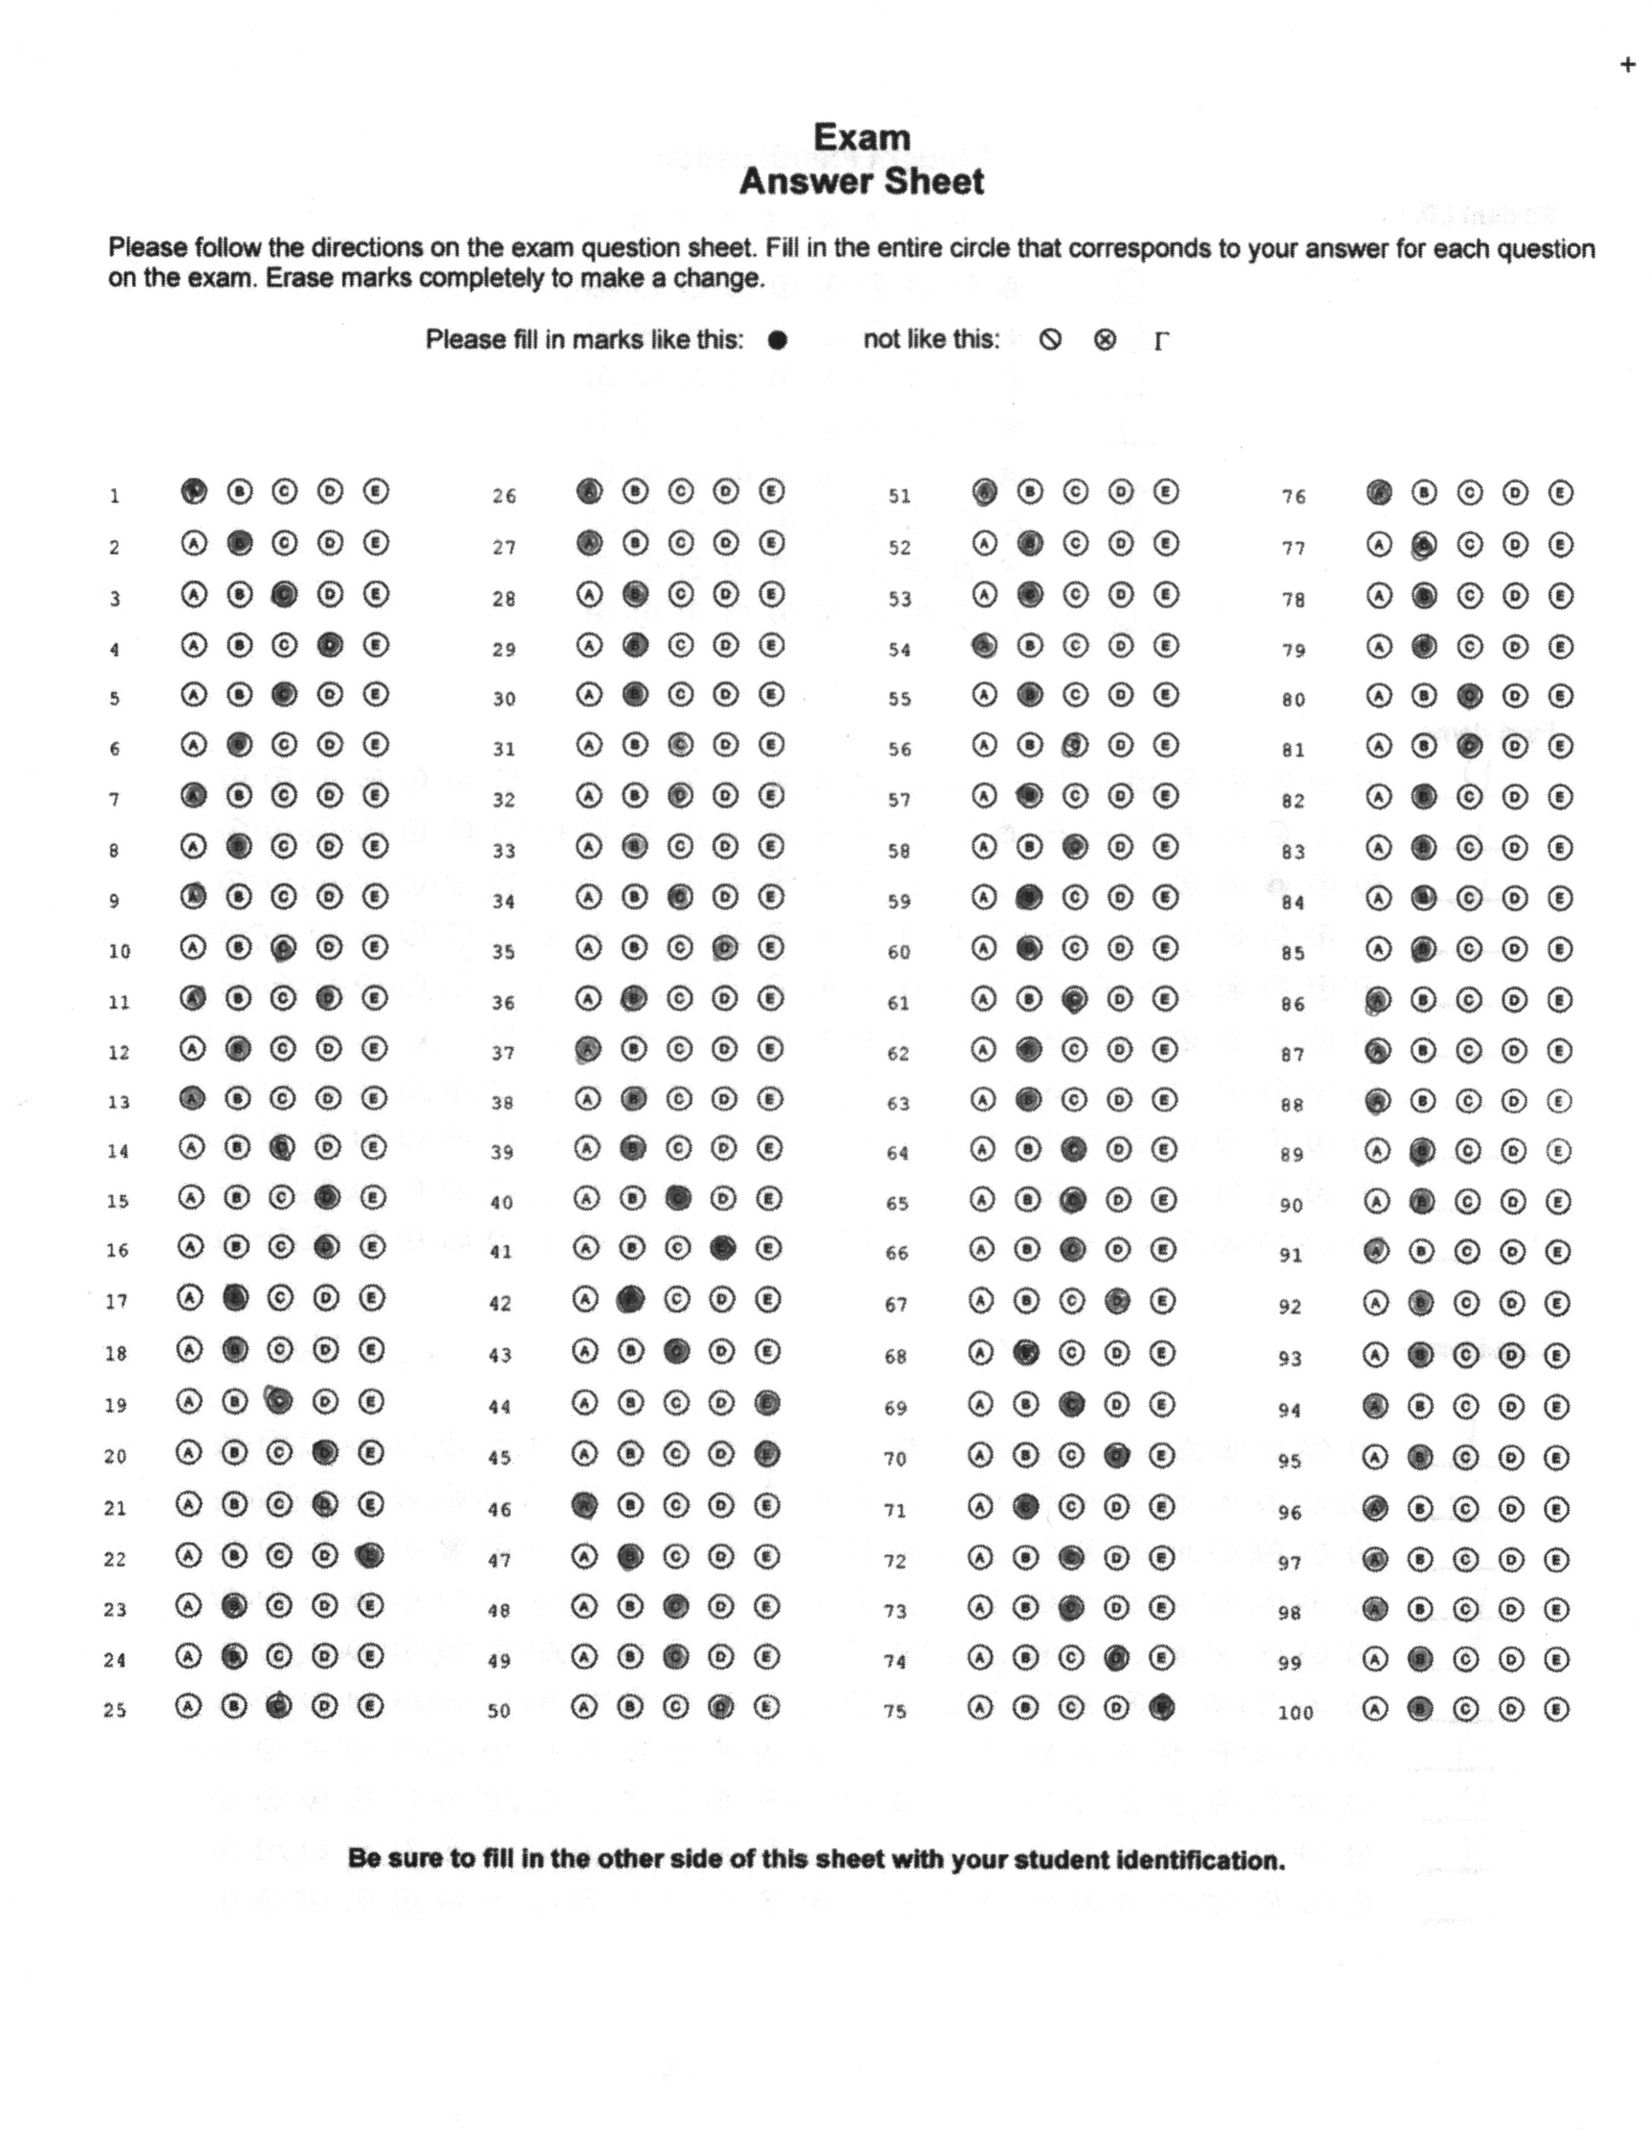 +
Exam
Answer Sheet
Please follow the directions on the exam question sheet. Fill in the entire circle that corresponds to your answer for each question
on the exam. Erase marks completely to make a change.
Please fill in marks like this: ● not like this: ⦸ ⊗ Γ
1 A B C D E 26 A B C D E 51 A B C D E 76 A B C D E
2 A B C D E 27 A B C D E 52 A B C D E 77 A B C D E
3 A B C D E 28 A B C D E 53 A B C D E 78 A B C D E
4 A B C D E 29 A B C D E 54 A B C D E 79 A B C D E
5 A B C D E 30 A B C D E 55 A B C D E 80 A B C D E
6 A B C D E 31 A B C D E 56 A B C D E 81 A B C D E
7 A B C D E 32 A B C D E 57 A B C D E 82 A B C D E
8 A B C D E 33 A B C D E 58 A B C D E 83 A B C D E
9 A B C D E 34 A B C D E 59 A B C D E 84 A B C D E
10 A B C D E 35 A B C D E 60 A B C D E 85 A B C D E
11 A B C D E 36 A B C D E 61 A B C D E 86 A B C D E
12 A B C D E 37 A B C D E 62 A B C D E 87 A B C D E
13 A B C D E 38 A B C D E 63 A B C D E 88 A B C D E
14 A B C D E 39 A B C D E 64 A B C D E 89 A B C D E
15 A B C D E 40 A B C D E 65 A B C D E 90 A B C D E
16 A B C D E 41 A B C D E 66 A B C D E 91 A B C D E
17 A B C D E 42 A B C D E 67 A B C D E 92 A B C D E
18 A B C D E 43 A B C D E 68 A B C D E 93 A B C D E
19 A B C D E 44 A B C D E 69 A B C D E 94 A B C D E
20 A B C D E 45 A B C D E 70 A B C D E 95 A B C D E
21 A B C D E 46 A B C D E 71 A B C D E 96 A B C D E
22 A B C D E 47 A B C D E 72 A B C D E 97 A B C D E
23 A B C D E 48 A B C D E 73 A B C D E 98 A B C D E
24 A B C D E 49 A B C D E 74 A B C D E 99 A B C D E
25 A B C D E 50 A B C D E 75 A B C D E 100 A B C D E
Be sure to fill in the other side of this sheet with your student identification.